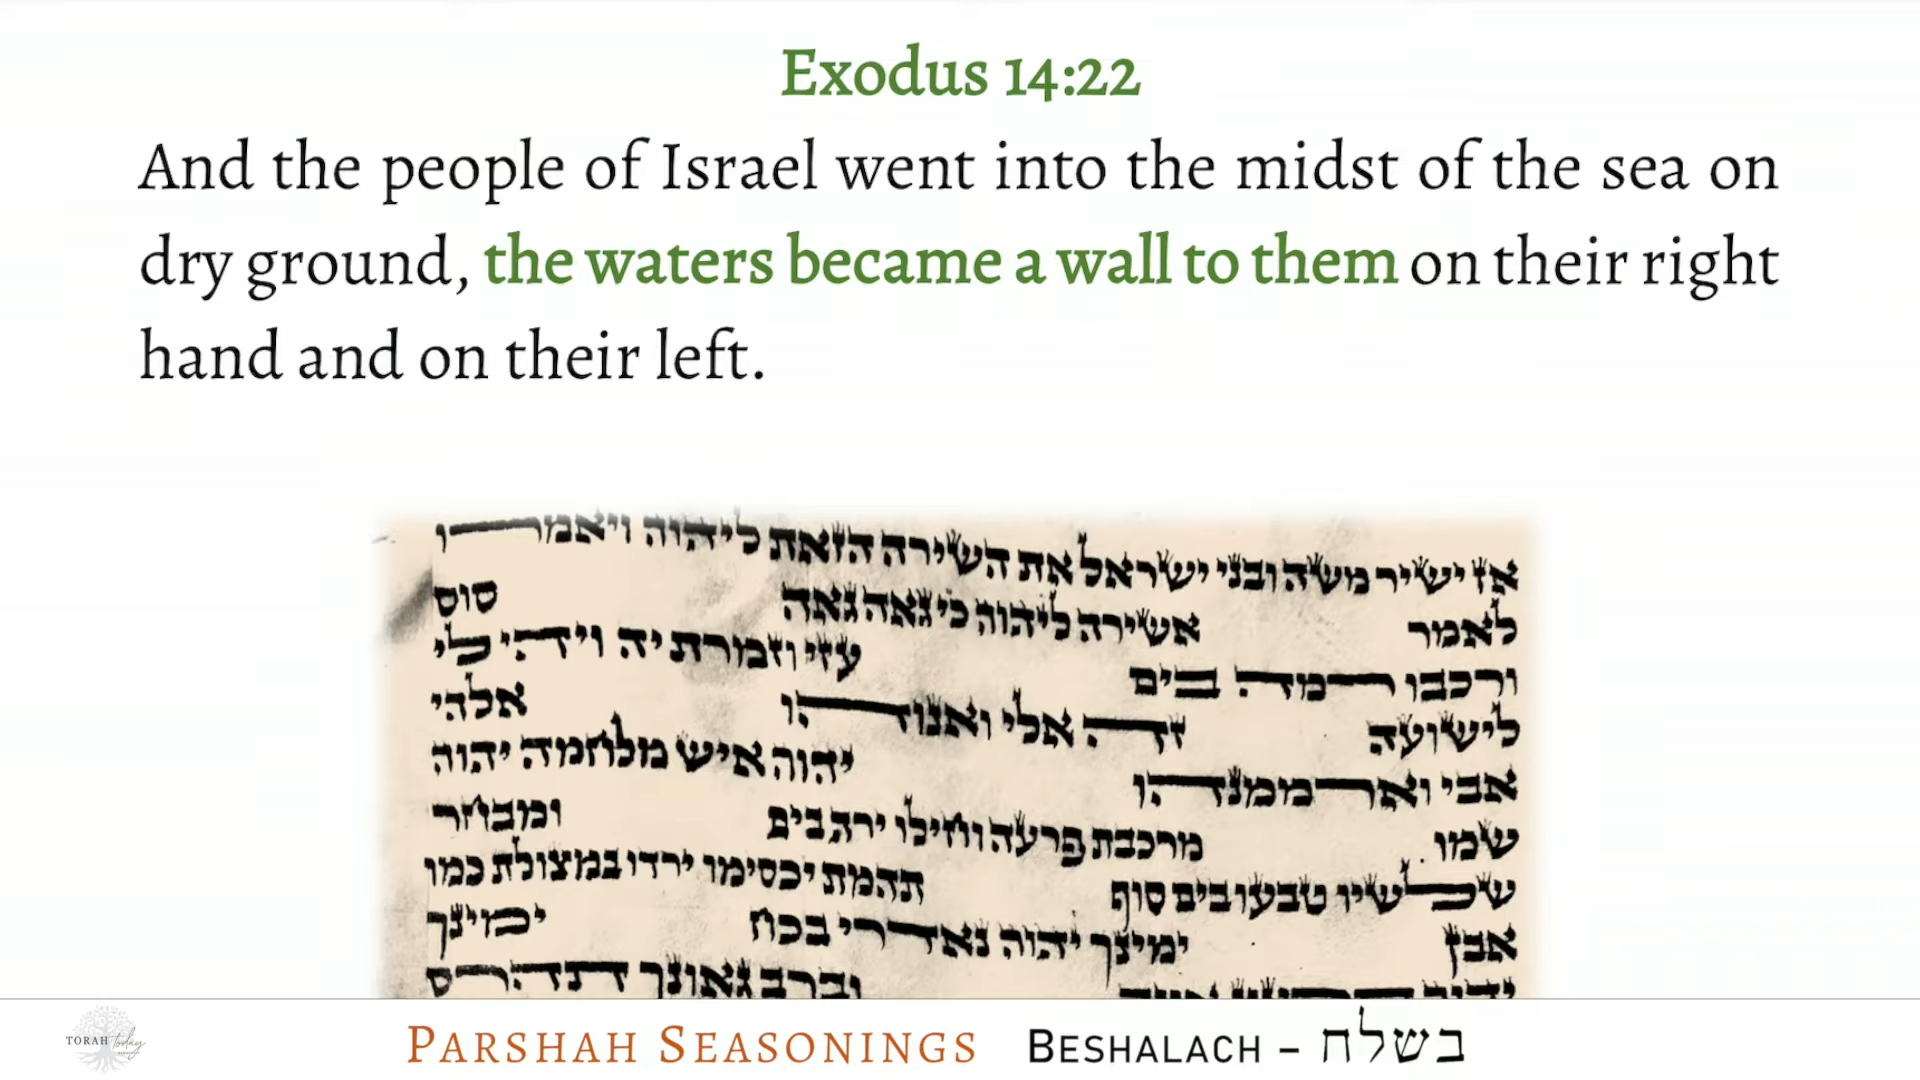 Exodus 14:22
And the people of Israel went into the midst of the sea on
dry ground, the waters became a wall to them on their right
hand and on their left.
אז ישיר משה ובני ישראל את השירה הזאת ליהוה ויאמרו
לאמר אשירה ליהוה כי גאה גאה סוס
ורכבו רמה בים עזי וזמרת יה ויהי לי
לישועה זה אלי ואנוהו אלהי
אבי וארממנהו יהוה איש מלחמה יהוה
שמו מרכבת פרעה וחילו ירה בים ומבחר
שלשיו טבעו בים סוף תהמת יכסימו ירדו במצולת כמו
אבן ימינך יהוה נאדרי בכח ימינך
וברב גאונך תהרס
TORAH today
PARSHAH SEASONINGS BESHALACH – בשלח